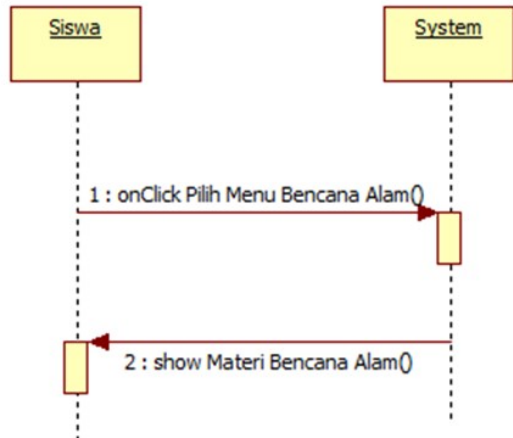 Siswa
System
1 : onClick Pilih Menu Bencana Alam()
2 : show Materi Bencana Alam()